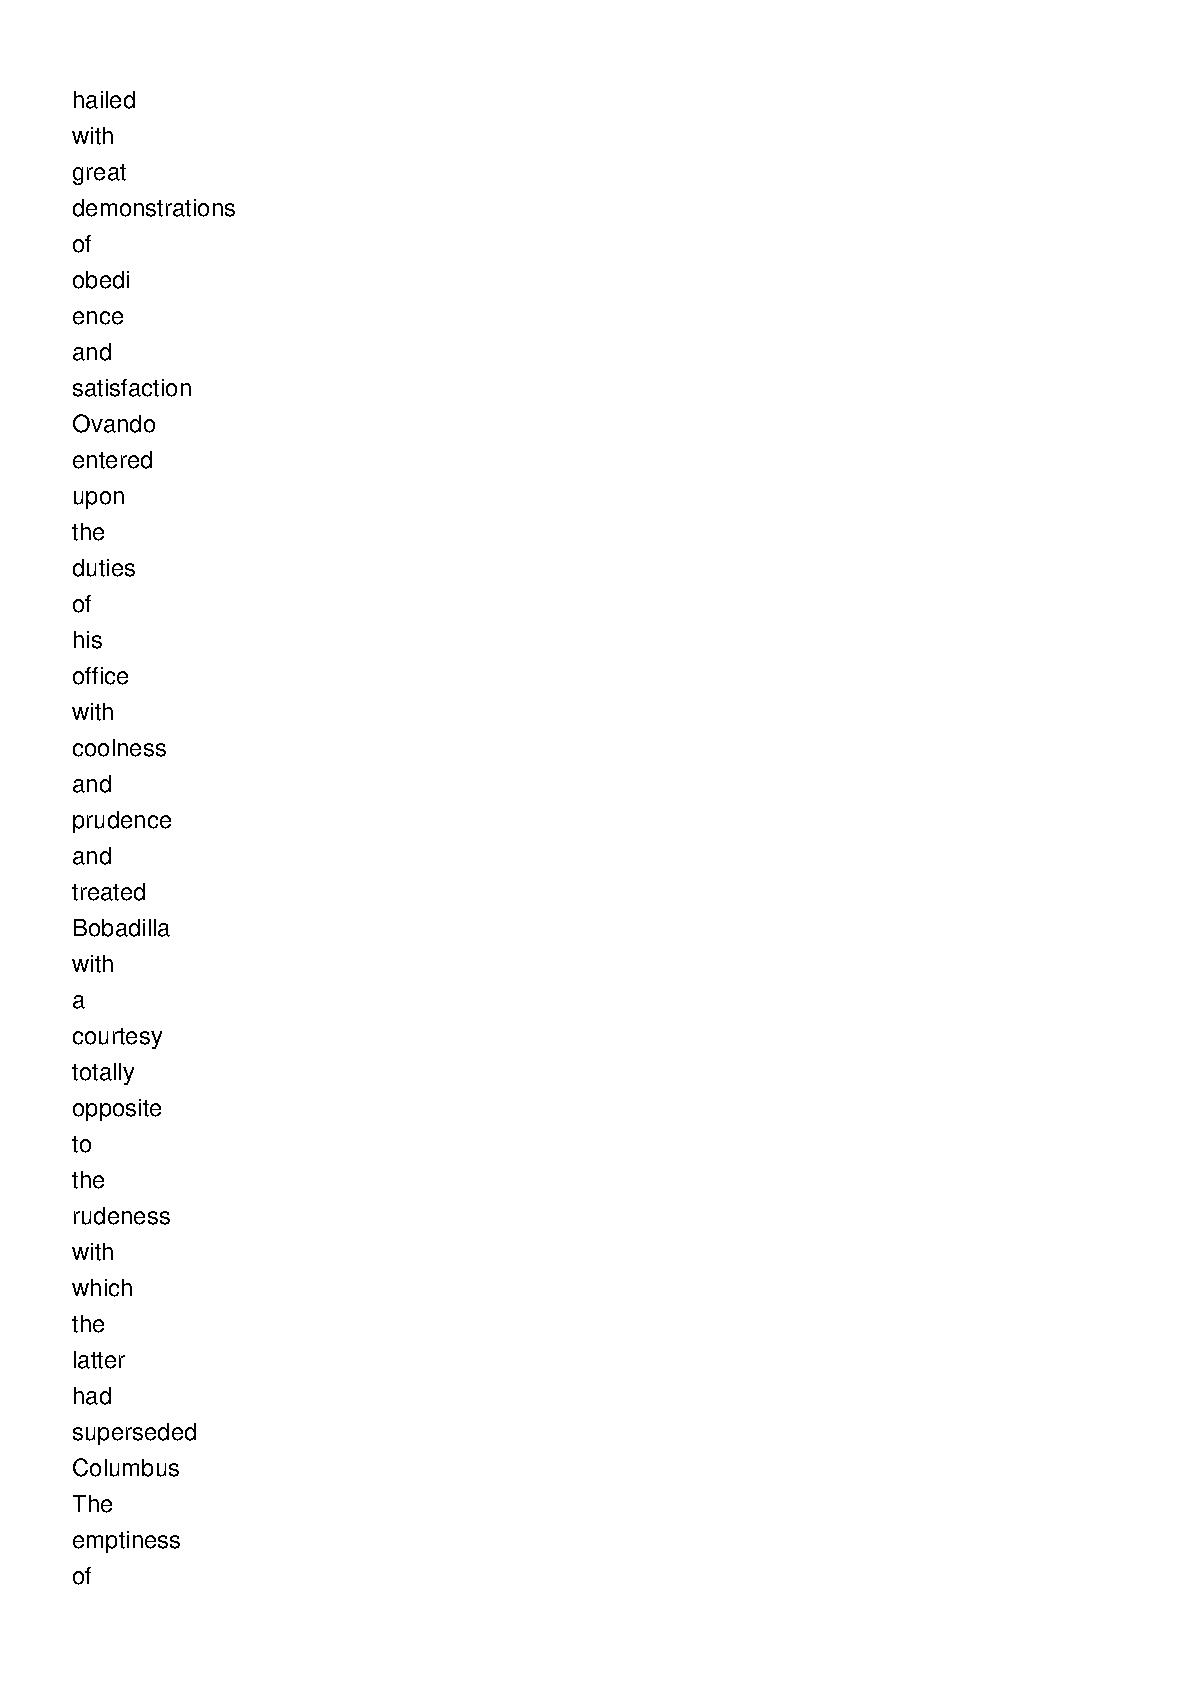 hailed
with
great
demonstrations
of
obedi
ence
and
satisfaction
Ovando
entered
upon
the
duties
of
his
office
with
coolness
and
prudence
and
treated
Bobadilla
with
a
courtesy
totally
opposite
to
the
rudeness
with
which
the
latter
had
superseded
Columbus
The
emptiness
of